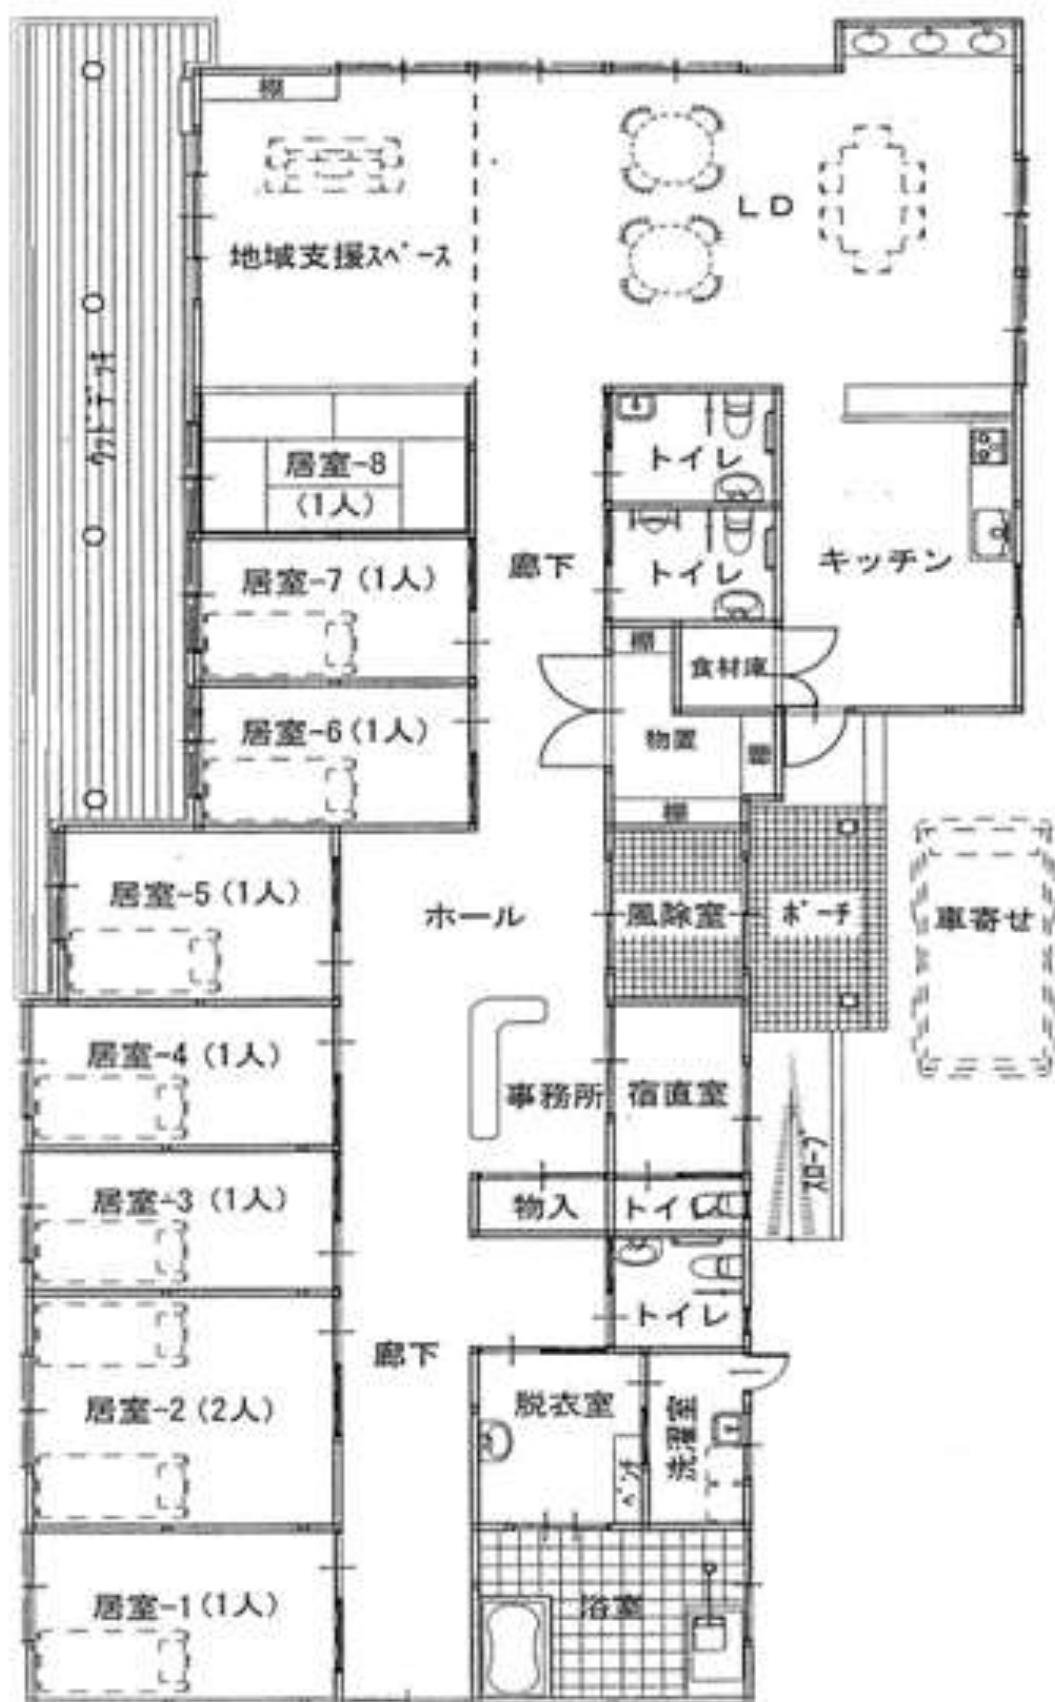 棚
LD
地域支援スペース
ウッドデッキ
居室-8
(1人)
トイレ
トイレ
キッチン
廊下
居室-7(1人)
棚
食材庫
居室-6(1人)
物置
棚
棚
居室-5(1人)
ホール
風除室
ポーチ
車寄せ
居室-4(1人)
事務所
宿直室
スロープ
居室-3(1人)
物入
トイレ
トイレ
廊下
居室-2(2人)
脱衣室
洗濯室
ベンチ
居室-1(1人)
浴室